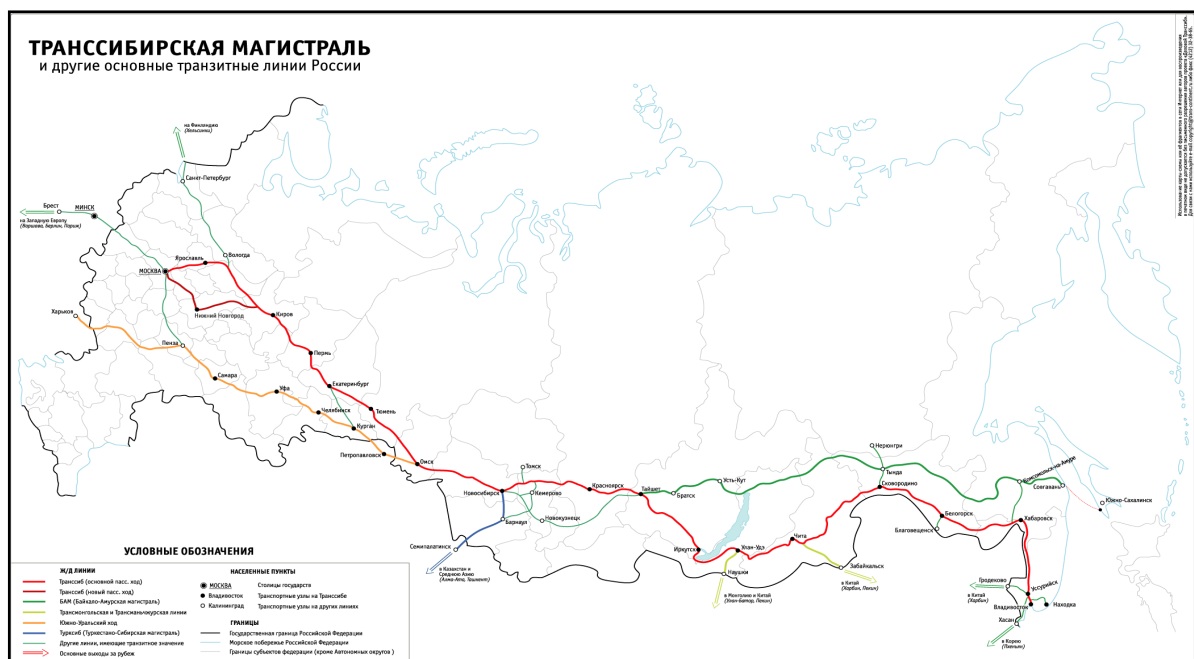 ТРАНССИБИРСКАЯ МАГИСТРАЛЬ
и другие основные транзитные линии России
на Финляндию
(Хельсинки)
Санкт-Петербург
Брест
МИНСК
на Западную Европу
(Варшава, Берлин, Париж)
Ярославль
Вологда
МОСКВА
Нижний Новгород
Киров
Харьков
Пенза
Пермь
Самара
Уфа
Екатеринбург
Челябинск
Тюмень
Курган
Петропавловск
Омск
Томск
Новосибирск
Кемерово
Красноярск
Тайшет
Братск
Усть-Кут
Нерюнгри
Тында
Комсомольск-на-Амуре
Совгавань
Южно-Сахалинск
Сковородино
Барнаул
Новокузнецк
Белогорск
Благовещенск
Хабаровск
Семипалатинск
Иркутск
Улан-Удэ
Чита
Наушки
Забайкальск
в Казахстан и
Среднюю Азию
(Алма-Ата, Ташкент)
в Монголию и Китай
(Улан-Батор, Пекин)
в Китай
(Харбин, Пекин)
Гродеково
в Китай
(Харбин)
Уссурийск
Владивосток
Находка
Хасан
в Корею
(Пхеньян)
УСЛОВНЫЕ ОБОЗНАЧЕНИЯ
Ж/Д ЛИНИИ
Транссиб (основной пасс. ход)
Транссиб (новый пасс. ход)
БАМ (Байкало-Амурская магистраль)
Трансмонгольская и Трансманьчжурская линии
Южно-Уральский ход
Турксиб (Туркестано-Сибирская магистраль)
Другие линии, имеющие транзитное значение
Основные выходы за рубеж
НАСЕЛЕННЫЕ ПУНКТЫ
МОСКВА Столицы государств
Владивосток Транспортные узлы на Транссибе
Калининград Транспортные узлы на других линиях
ГРАНИЦЫ
Государственная граница Российской Федерации
Морское побережье Российской Федерации
Границы субъектов федерации (кроме Автономных округов )